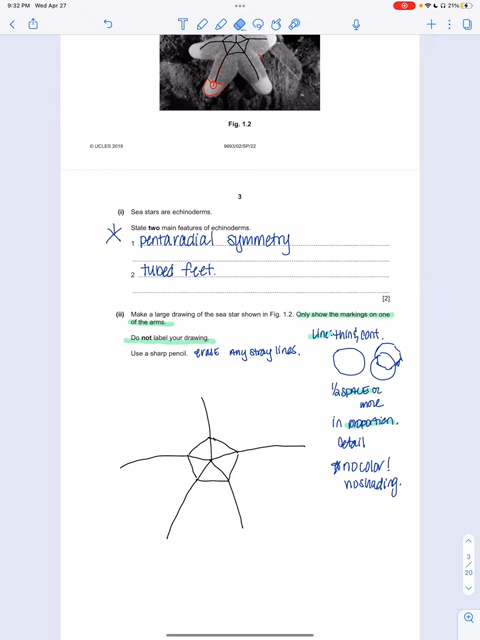 9:32 PM Wed Apr 27
21%
Fig. 1.2
© UCLES 2019
9693/02/SP/22
3
(i) Sea stars are echinoderms.
State two main features of echinoderms.
1 pentaradial symmetry
2 tubed feet.
[2]
(ii) Make a large drawing of the sea star shown in Fig. 1.2. Only show the markings on one
of the arms.
Do not label your drawing.
Use a sharp pencil. erase any stray lines.
line: thin & cont.
1/2 SPACE or
more
in proportion.
detail
no color!
no shading.
3
/
20